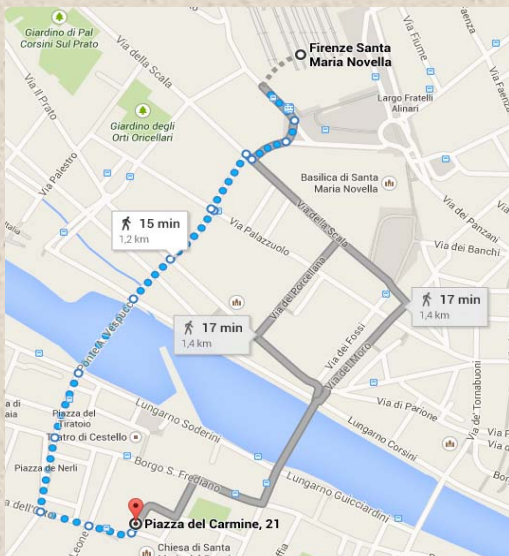 Giardino di Pal
Corsini Sul Prato
Via della Scala
Firenze Santa
Maria Novella
Via Fiume
Via Faenza
Largo Fratelli
Alinari
Via Il Prato
Giardino degli
Orti Oricellari
Via Palestro
Basilica di Santa
Maria Novella
Via dei Panzani
15 min
1,2 km
Via della Scala
Via dei Banchi
Via Palazzuolo
Via del Porcellana
Italia
17 min
1,4 km
17 min
1,4 km
Ponte a Vespucci
Via dei Fossi
Via del Moro
Via de' Tornabuoni
Via di Parione
Piazza del
Tiratoio
Lungarno Soderini
Lungarno Corsini
Teatro di Cestello
Piazza de Nerli
Borgo S. Frediano
Lungarno Guicciardini
Piazza del Carmine, 21
Leone
Chiesa di Santa